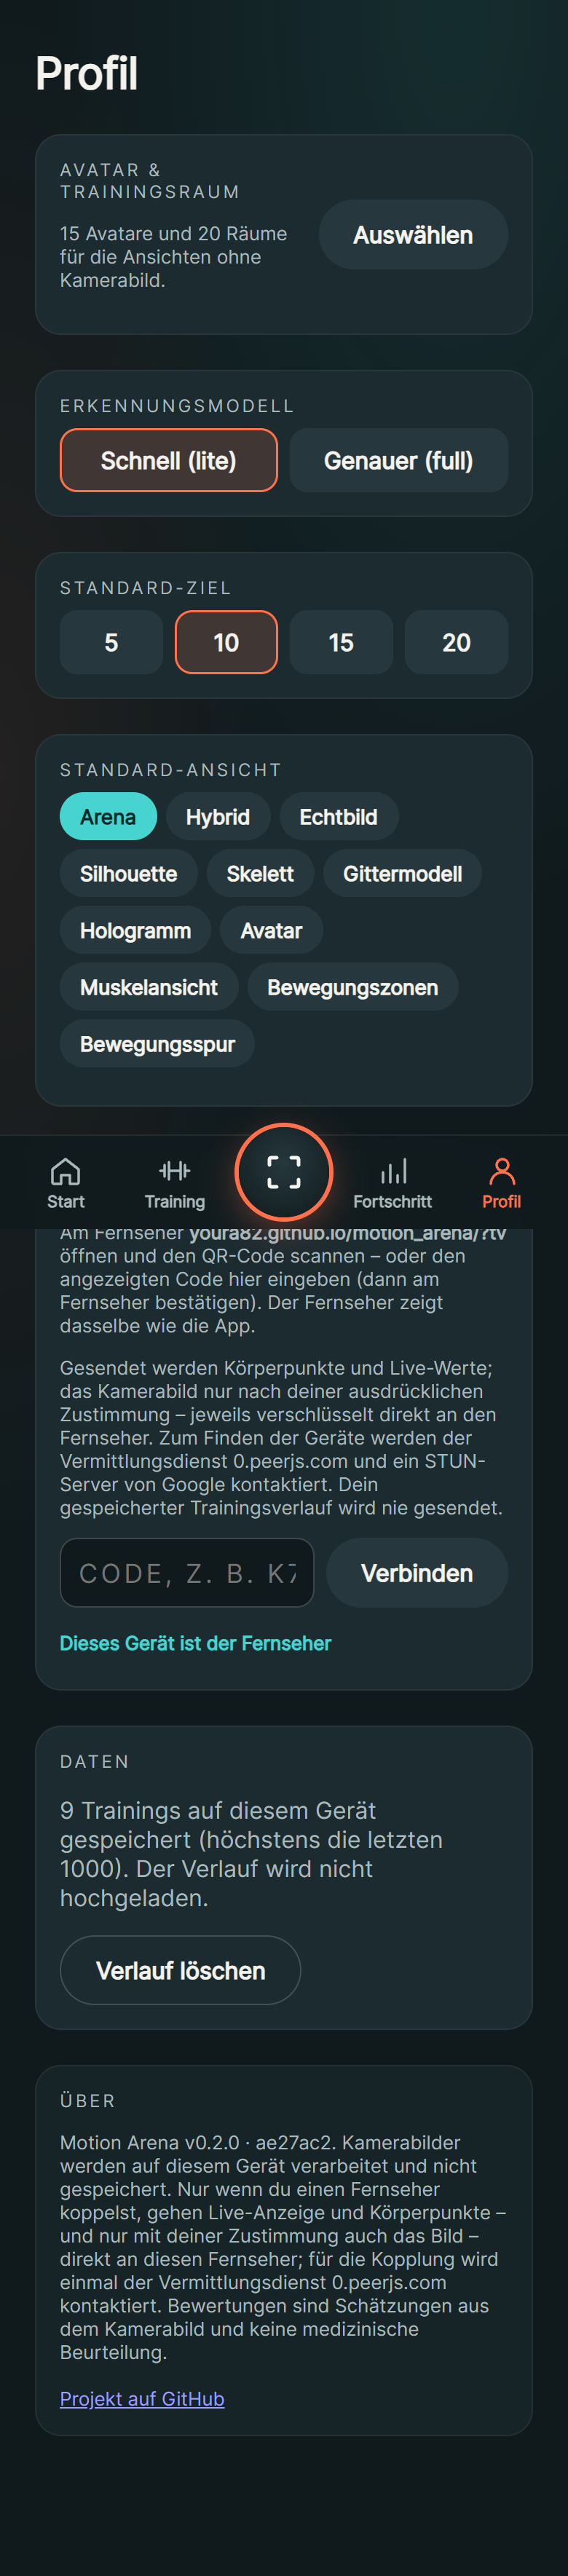 Profil
AVATAR &
TRAININGSRAUM
15 Avatare und 20 Räume
für die Ansichten ohne
Kamerabild.
Auswählen
ERKENNUNGSMODELL
Schnell (lite)
Genauer (full)
STANDARD-ZIEL
5
10
15
20
STANDARD-ANSICHT
Arena
Hybrid
Echtbild
Silhouette
Skelett
Gittermodell
Hologramm
Avatar
Muskelansicht
Bewegungszonen
Bewegungsspur
Start
Training
Fortschritt
Profil
Am Fernseher youra82.github.io/motion_arena/?tv
öffnen und den QR-Code scannen – oder den
angezeigten Code hier eingeben (dann am
Fernseher bestätigen). Der Fernseher zeigt
dasselbe wie die App.
Gesendet werden Körperpunkte und Live-Werte;
das Kamerabild nur nach deiner ausdrücklichen
Zustimmung – jeweils verschlüsselt direkt an den
Fernseher. Zum Finden der Geräte werden der
Vermittlungsdienst 0.peerjs.com und ein STUN-
Server von Google kontaktiert. Dein
gespeicherter Trainingsverlauf wird nie gesendet.
CODE, Z. B. K7
Verbinden
Dieses Gerät ist der Fernseher
DATEN
9 Trainings auf diesem Gerät
gespeichert (höchstens die letzten
1000). Der Verlauf wird nicht
hochgeladen.
Verlauf löschen
ÜBER
Motion Arena v0.2.0 · ae27ac2. Kamerabilder
werden auf diesem Gerät verarbeitet und nicht
gespeichert. Nur wenn du einen Fernseher
koppelst, gehen Live-Anzeige und Körperpunkte –
und nur mit deiner Zustimmung auch das Bild –
direkt an diesen Fernseher; für die Kopplung wird
einmal der Vermittlungsdienst 0.peerjs.com
kontaktiert. Bewertungen sind Schätzungen aus
dem Kamerabild und keine medizinische
Beurteilung.
Projekt auf GitHub